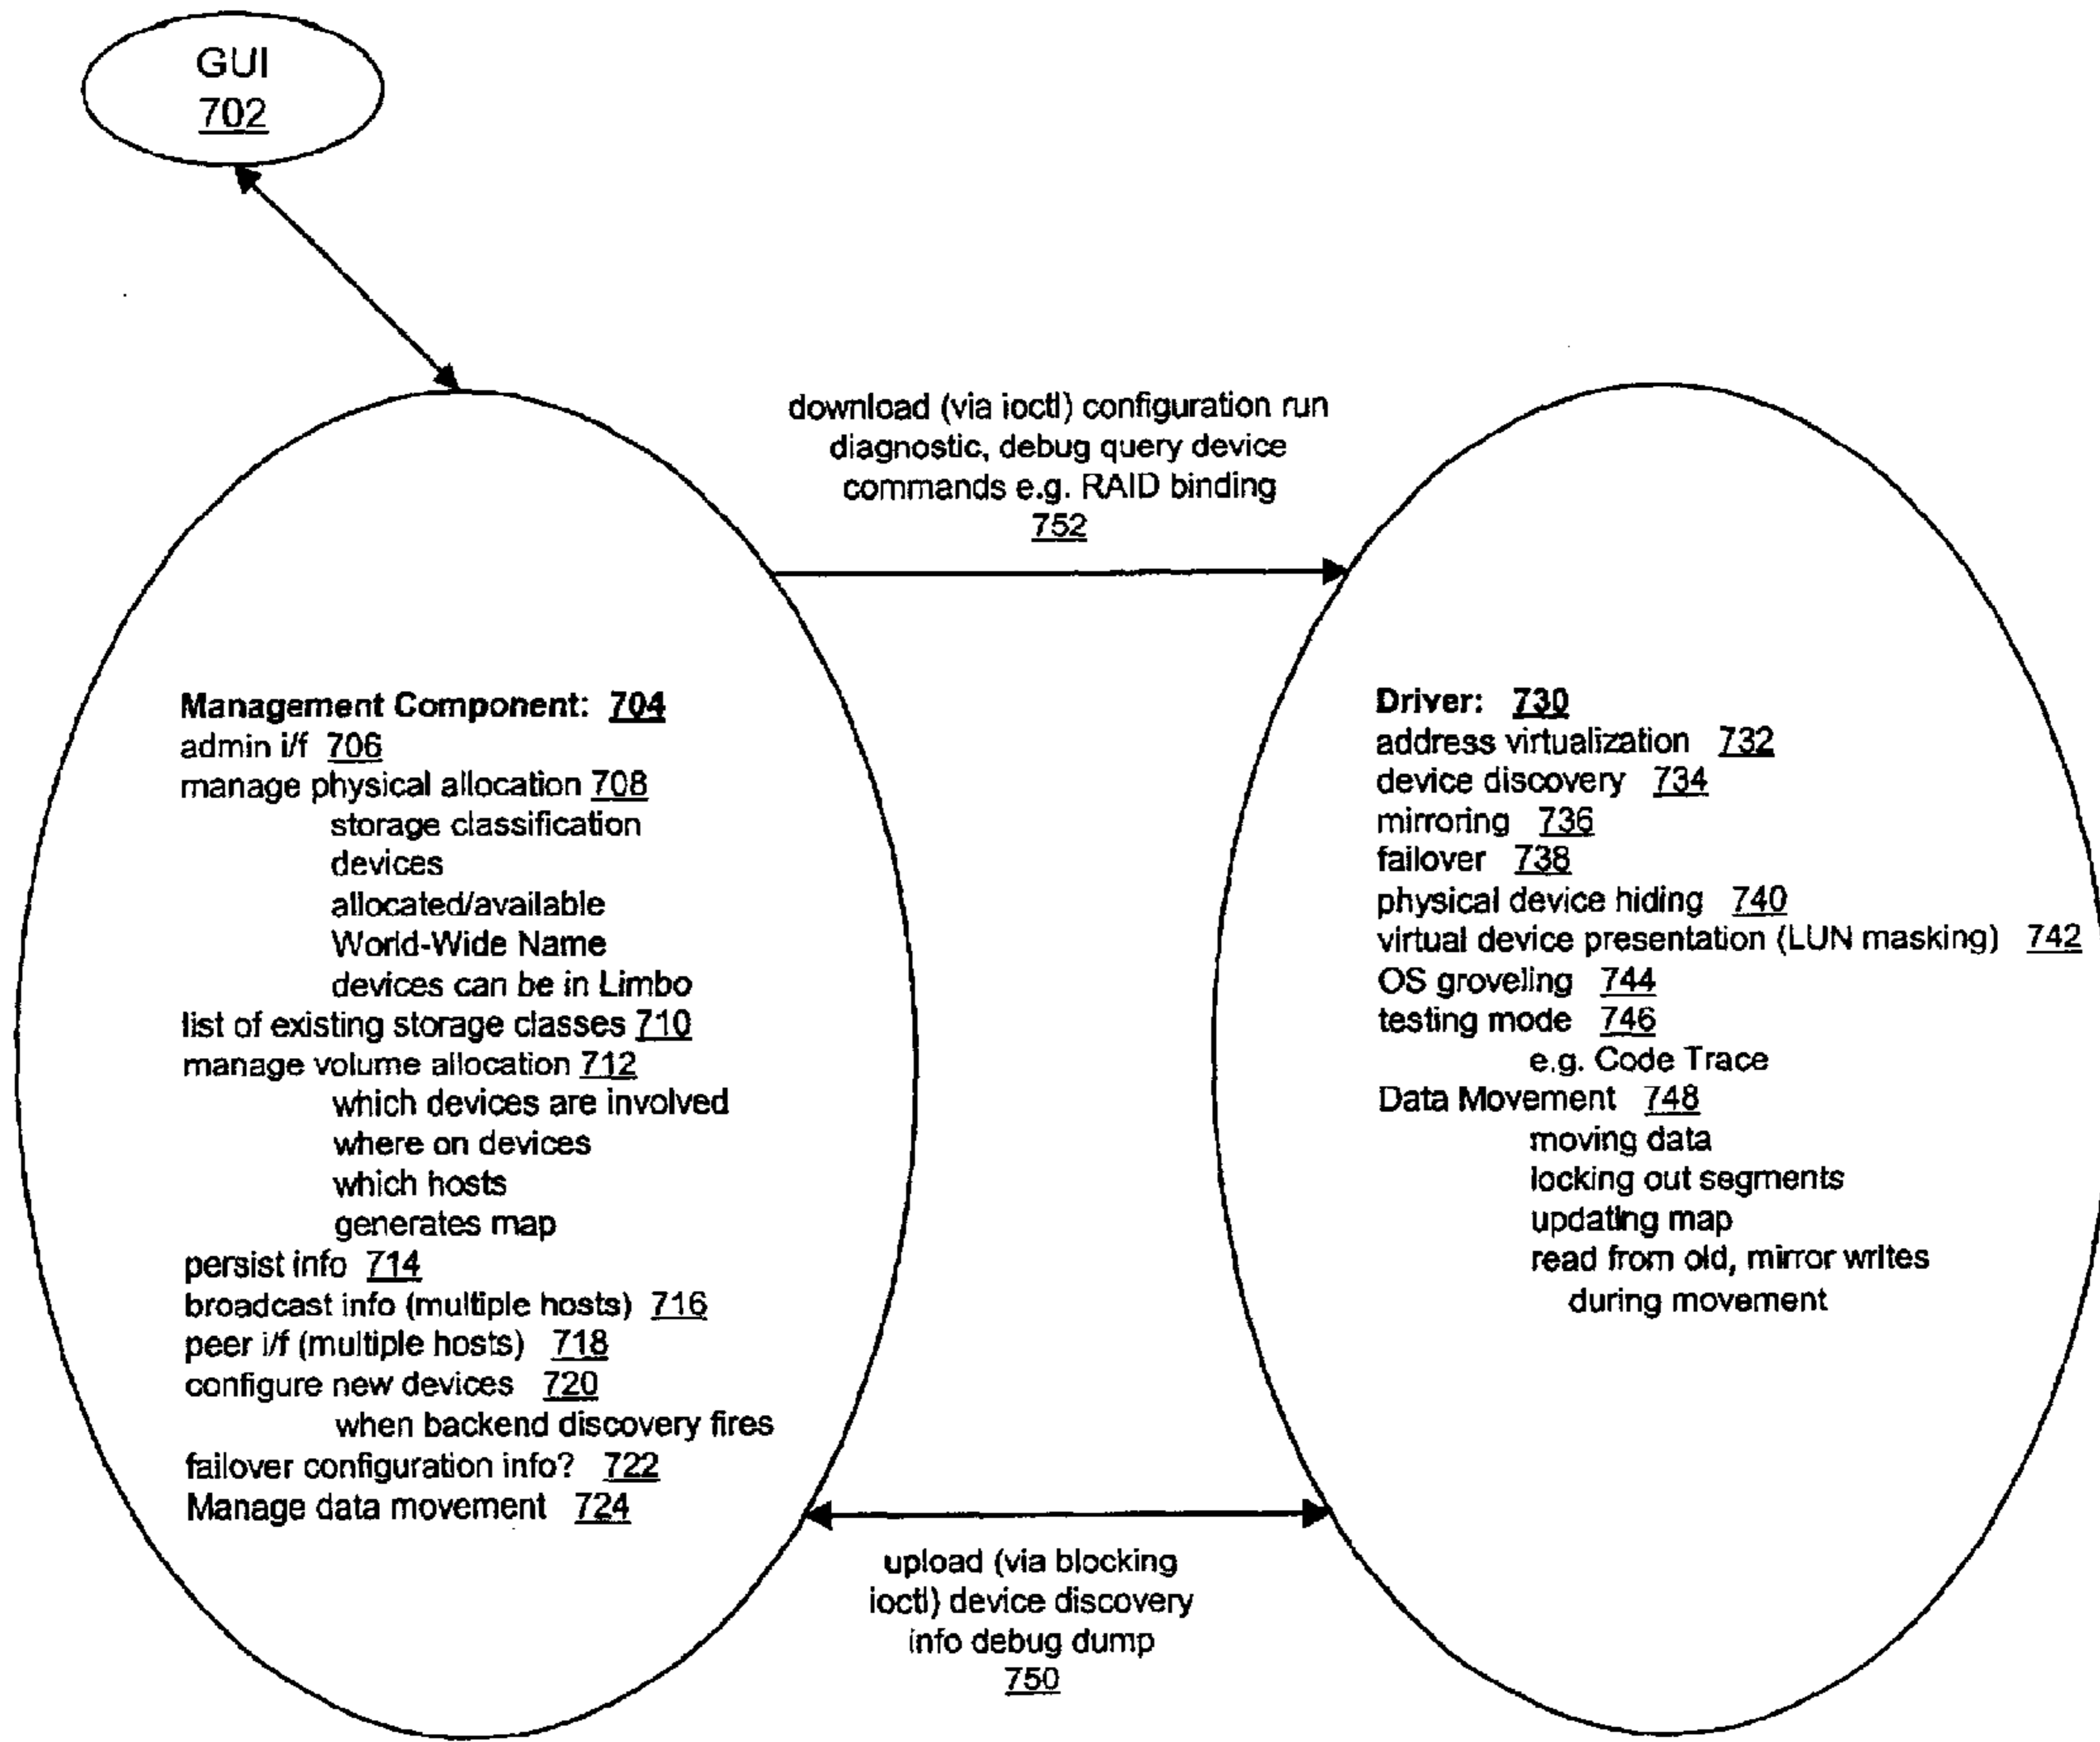 GUI
702
download (via ioctl) configuration run
diagnostic, debug query device
commands e.g. RAID binding
752
Management Component: 704
admin i/f 706
manage physical allocation 708
storage classification
devices
allocated/available
World-Wide Name
devices can be in Limbo
list of existing storage classes 710
manage volume allocation 712
which devices are involved
where on devices
which hosts
generates map
persist info 714
broadcast info (multiple hosts) 716
peer i/f (multiple hosts) 718
configure new devices 720
when backend discovery fires
failover configuration info? 722
Manage data movement 724
Driver: 730
address virtualization 732
device discovery 734
mirroring 736
failover 738
physical device hiding 740
virtual device presentation (LUN masking) 742
OS groveling 744
testing mode 746
e.g. Code Trace
Data Movement 748
moving data
locking out segments
updating map
read from old, mirror writes
during movement
upload (via blocking
ioctl) device discovery
info debug dump
750